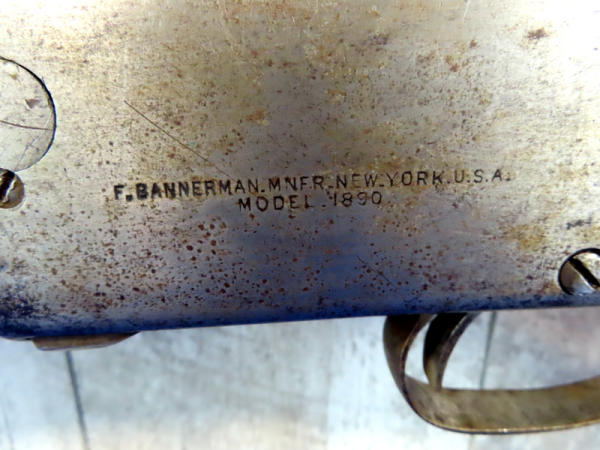 F. BANNERMAN. MNFR. NEW YORK. U.S.A.
MODEL 1890